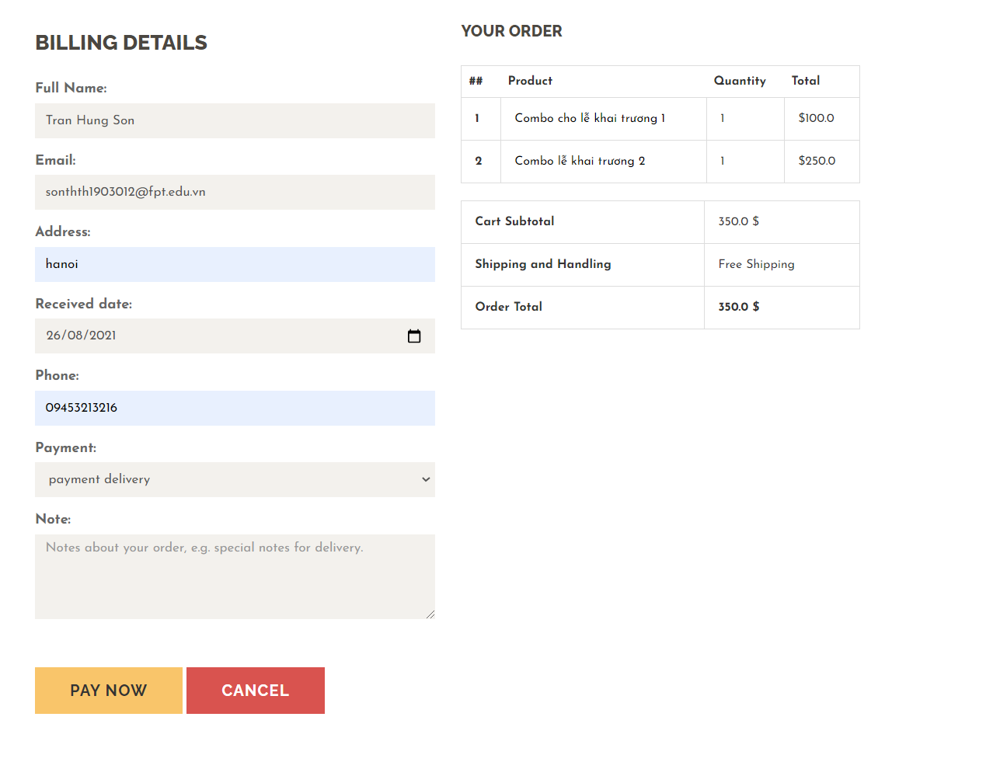 BILLING DETAILS
Full Name:
Tran Hung Son
Email:
sonthth1903012@fpt.edu.vn
Address:
hanoi
Received date:
26/08/2021
Phone:
09453213216
Payment:
payment delivery
Note:
Notes about your order, e.g. special notes for delivery.
PAY NOW CANCEL
YOUR ORDER
## Product Quantity Total
1 Combo cho lễ khai trương 1 1 $100.0
2 Combo lễ khai trương 2 1 $250.0
Cart Subtotal 350.0 $
Shipping and Handling Free Shipping
Order Total 350.0 $